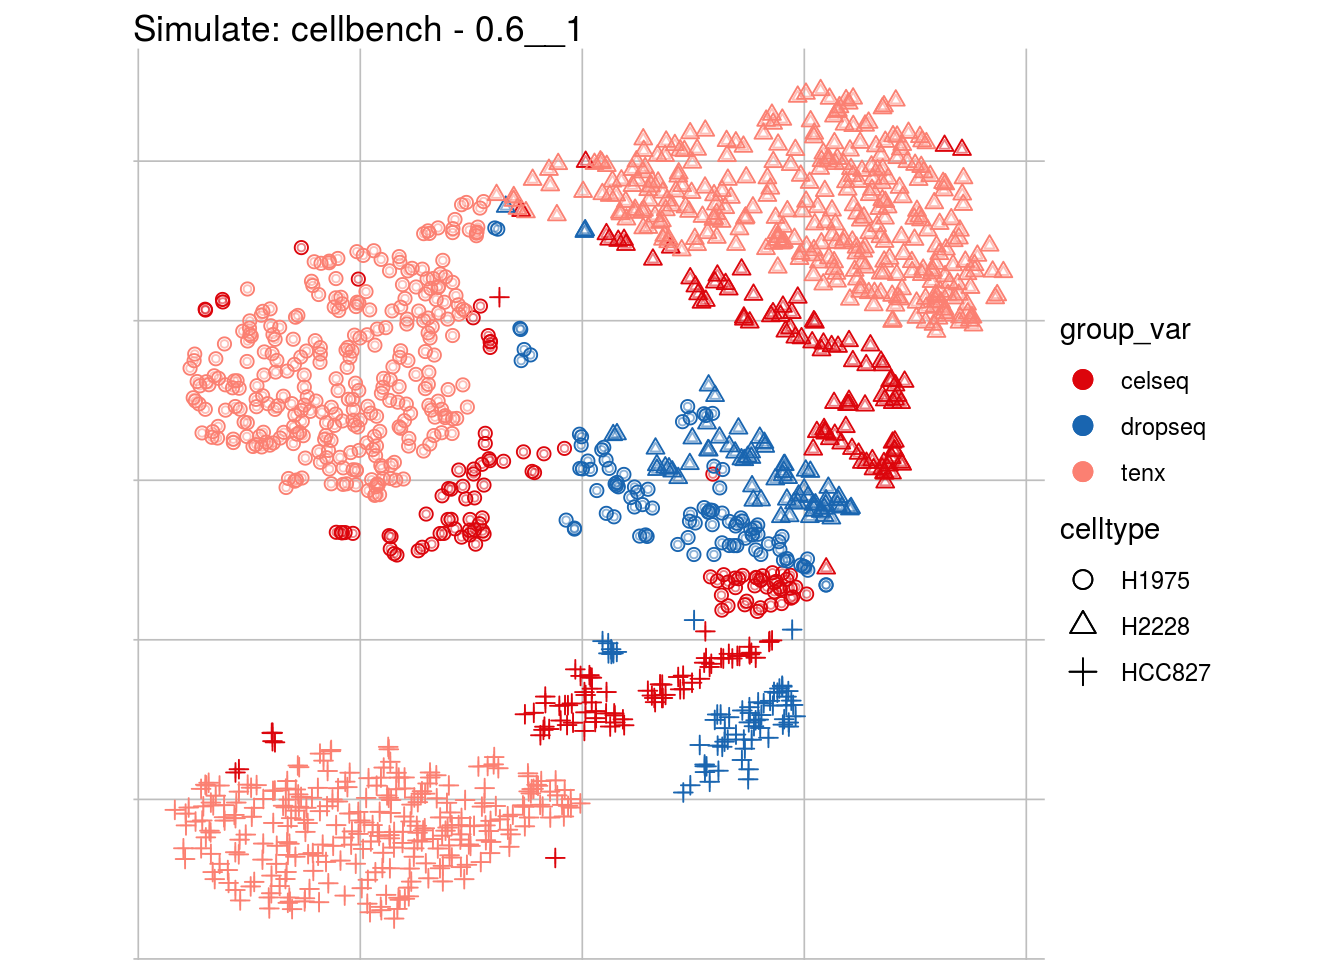 Simulate: cellbench - 0.6__1
group_var
celseq
dropseq
tenx
celltype
H1975
H2228
HCC827